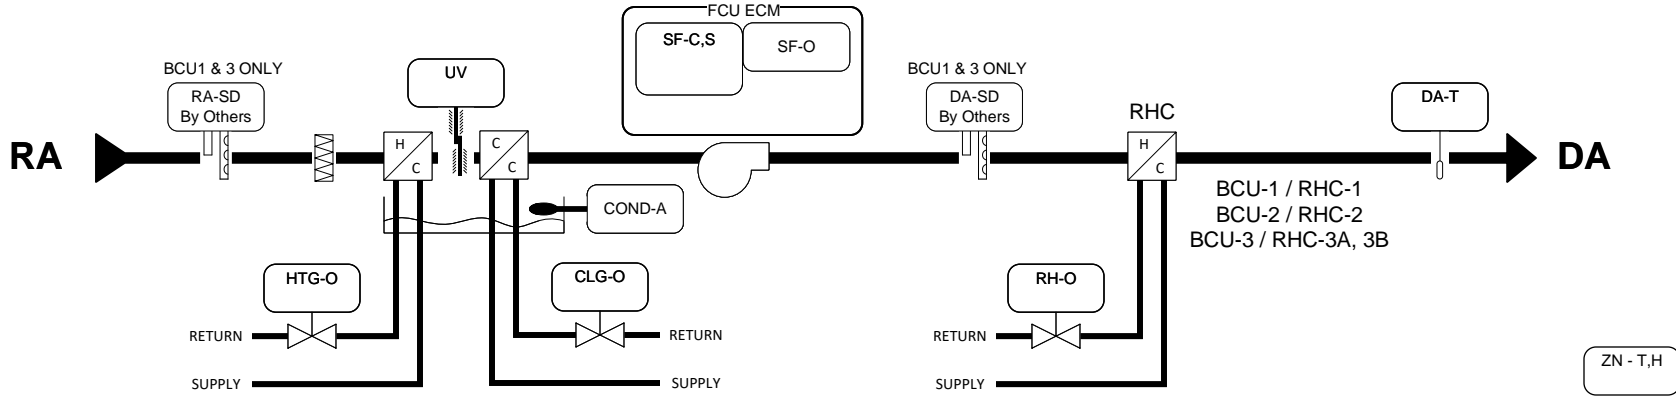 FCU ECM
SF-C,S
SF-O
BCU1 & 3 ONLY
RA-SD
By Others
UV
BCU1 & 3 ONLY
DA-SD
By Others
RHC
DA-T
RA
H
C
C
C
H
C
DA
COND-A
BCU-1 / RHC-1
BCU-2 / RHC-2
BCU-3 / RHC-3A, 3B
HTG-O
CLG-O
RH-O
RETURN
RETURN
RETURN
SUPPLY
SUPPLY
SUPPLY
ZN - T,H